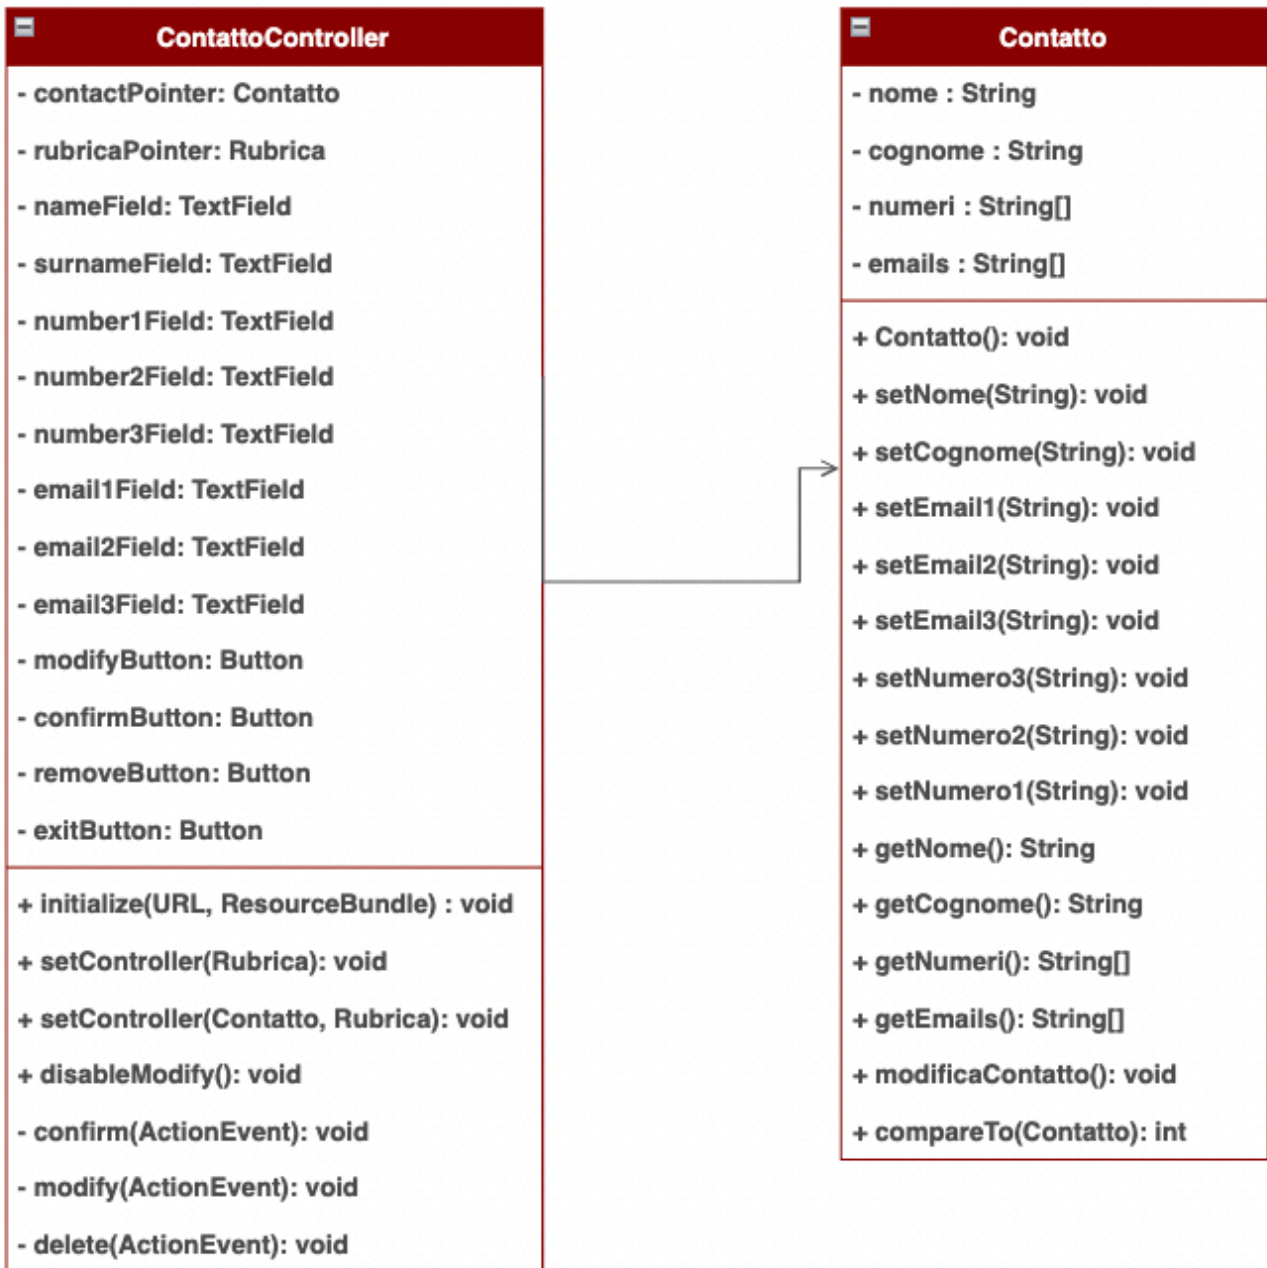 ContattoController
- contactPointer: Contatto
- rubricaPointer: Rubrica
- nameField: TextField
- surnameField: TextField
- number1Field: TextField
- number2Field: TextField
- number3Field: TextField
- email1Field: TextField
- email2Field: TextField
- email3Field: TextField
- modifyButton: Button
- confirmButton: Button
- removeButton: Button
- exitButton: Button
+ initialize(URL, ResourceBundle) : void
+ setController(Rubrica): void
+ setController(Contatto, Rubrica): void
+ disableModify(): void
- confirm(ActionEvent): void
- modify(ActionEvent): void
- delete(ActionEvent): void
Contatto
- nome : String
- cognome : String
- numeri : String[]
- emails : String[]
+ Contatto(): void
+ setNome(String): void
+ setCognome(String): void
+ setEmail1(String): void
+ setEmail2(String): void
+ setEmail3(String): void
+ setNumero3(String): void
+ setNumero2(String): void
+ setNumero1(String): void
+ getNome(): String
+ getCognome(): String
+ getNumeri(): String[]
+ getEmails(): String[]
+ modificaContatto(): void
+ compareTo(Contatto): int